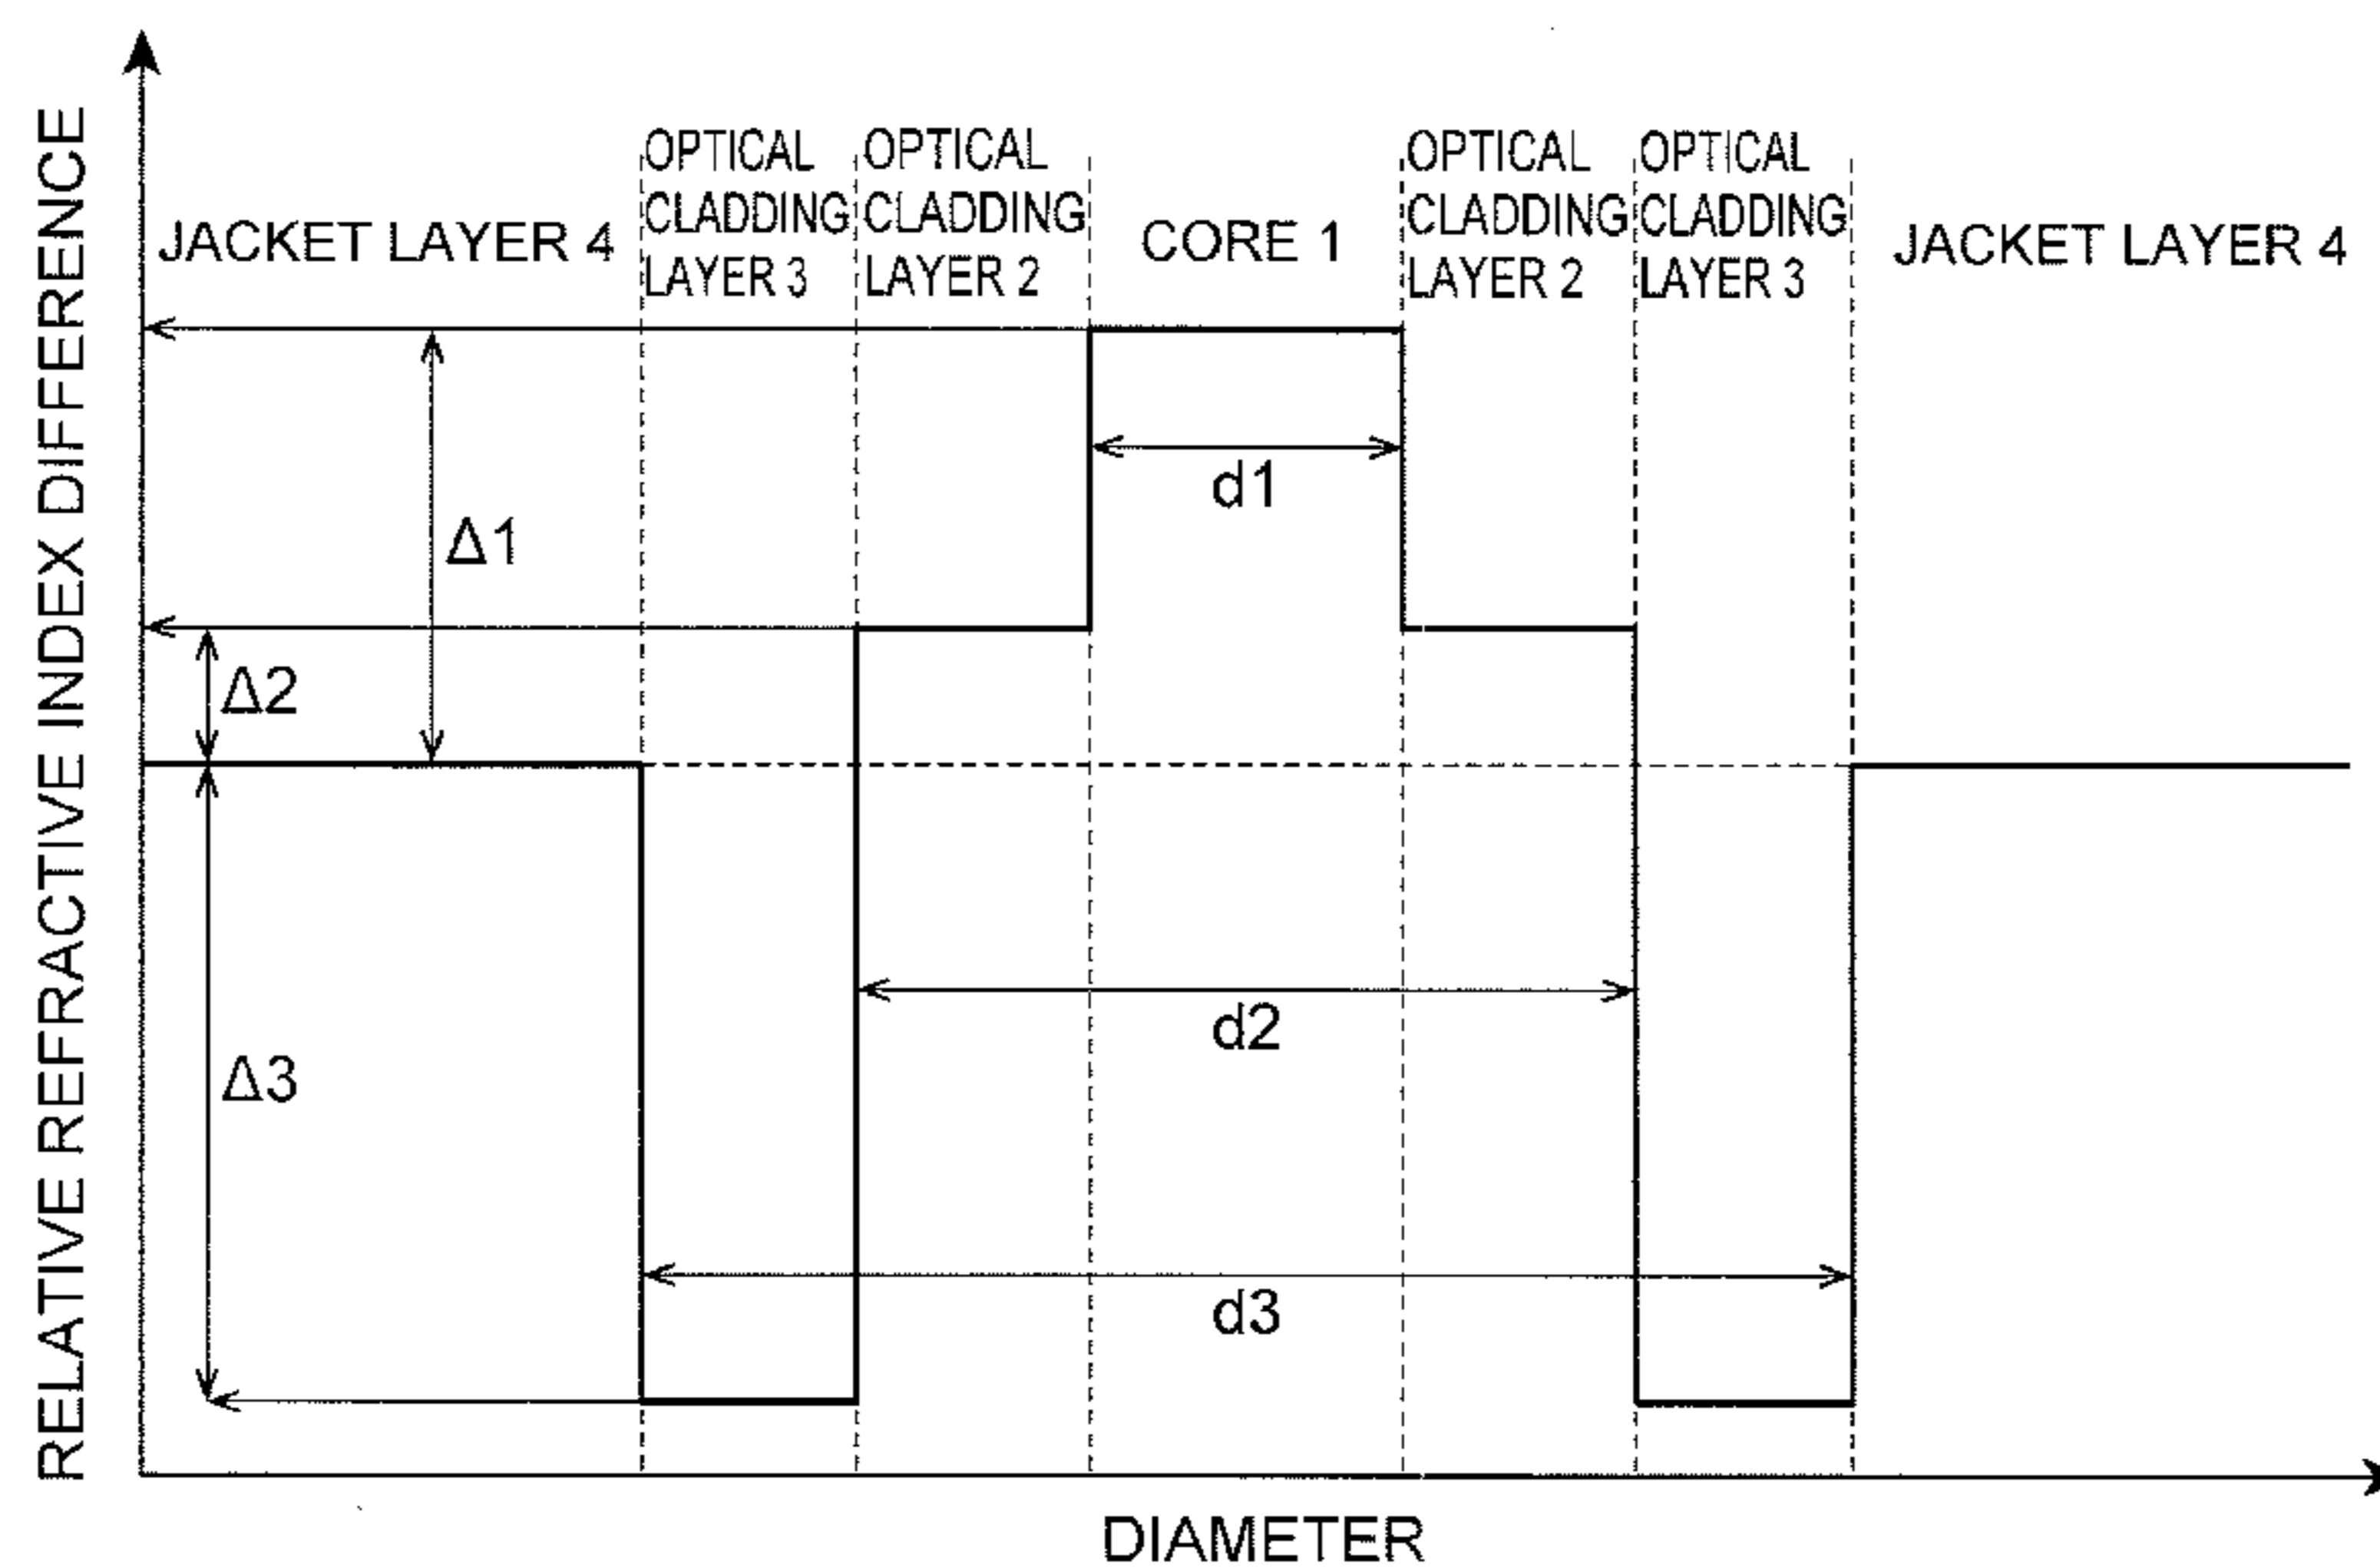 RELATIVE REFRACTIVE INDEX DIFFERENCE
JACKET LAYER 4
OPTICAL
CLADDING
LAYER 3
OPTICAL
CLADDING
LAYER 2
CORE 1
OPTICAL
CLADDING
LAYER 2
OPTICAL
CLADDING
LAYER 3
JACKET LAYER 4
d1
Δ1
Δ2
d2
Δ3
d3
DIAMETER